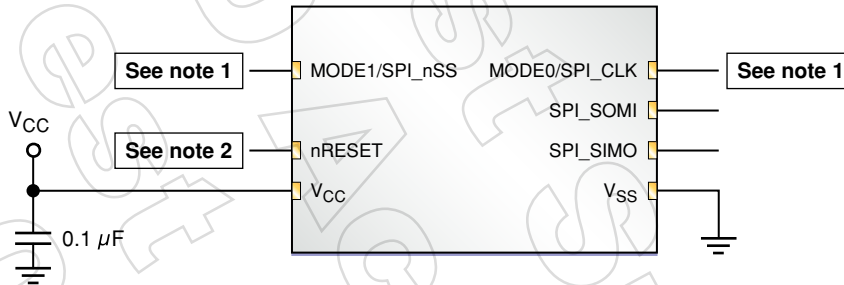 See note 1
MODE1/SPI_nSS
MODE0/SPI_CLK
See note 1
SPI_SOMI
VCC
See note 2
nRESET
SPI_SIMO
VCC
VSS
0.1 µF